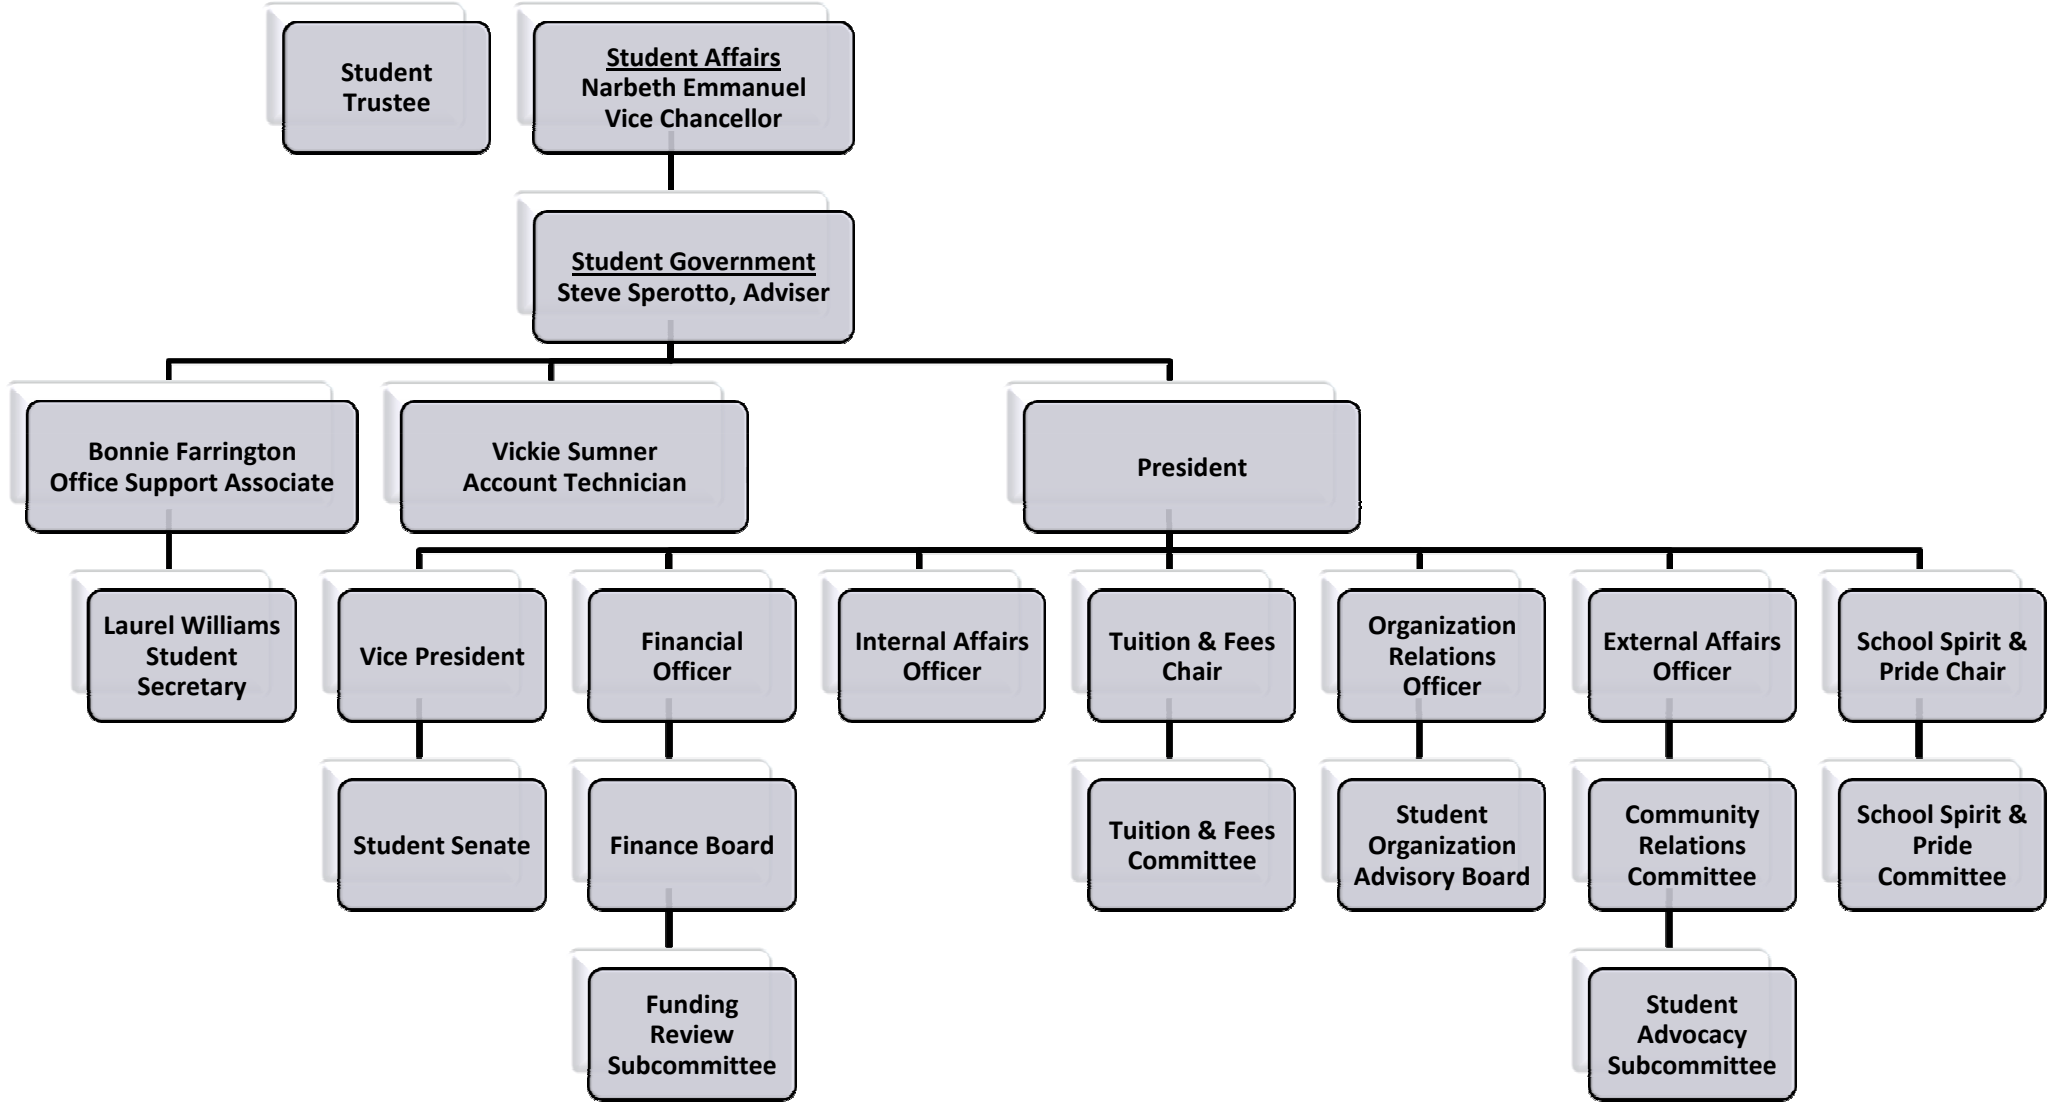 Student
Trustee
Student Affairs
Narbeth Emmanuel
Vice Chancellor
Student Government
Steve Sperotto, Adviser
Bonnie Farrington
Office Support Associate
Vickie Sumner
Account Technician
President
Laurel Williams
Student
Secretary
Vice President
Financial
Officer
Internal Affairs
Officer
Tuition & Fees
Chair
Organization
Relations
Officer
External Affairs
Officer
School Spirit &
Pride Chair
Student Senate
Finance Board
Tuition & Fees
Committee
Student
Organization
Advisory Board
Community
Relations
Committee
School Spirit &
Pride
Committee
Funding
Review
Subcommittee
Student
Advocacy
Subcommittee